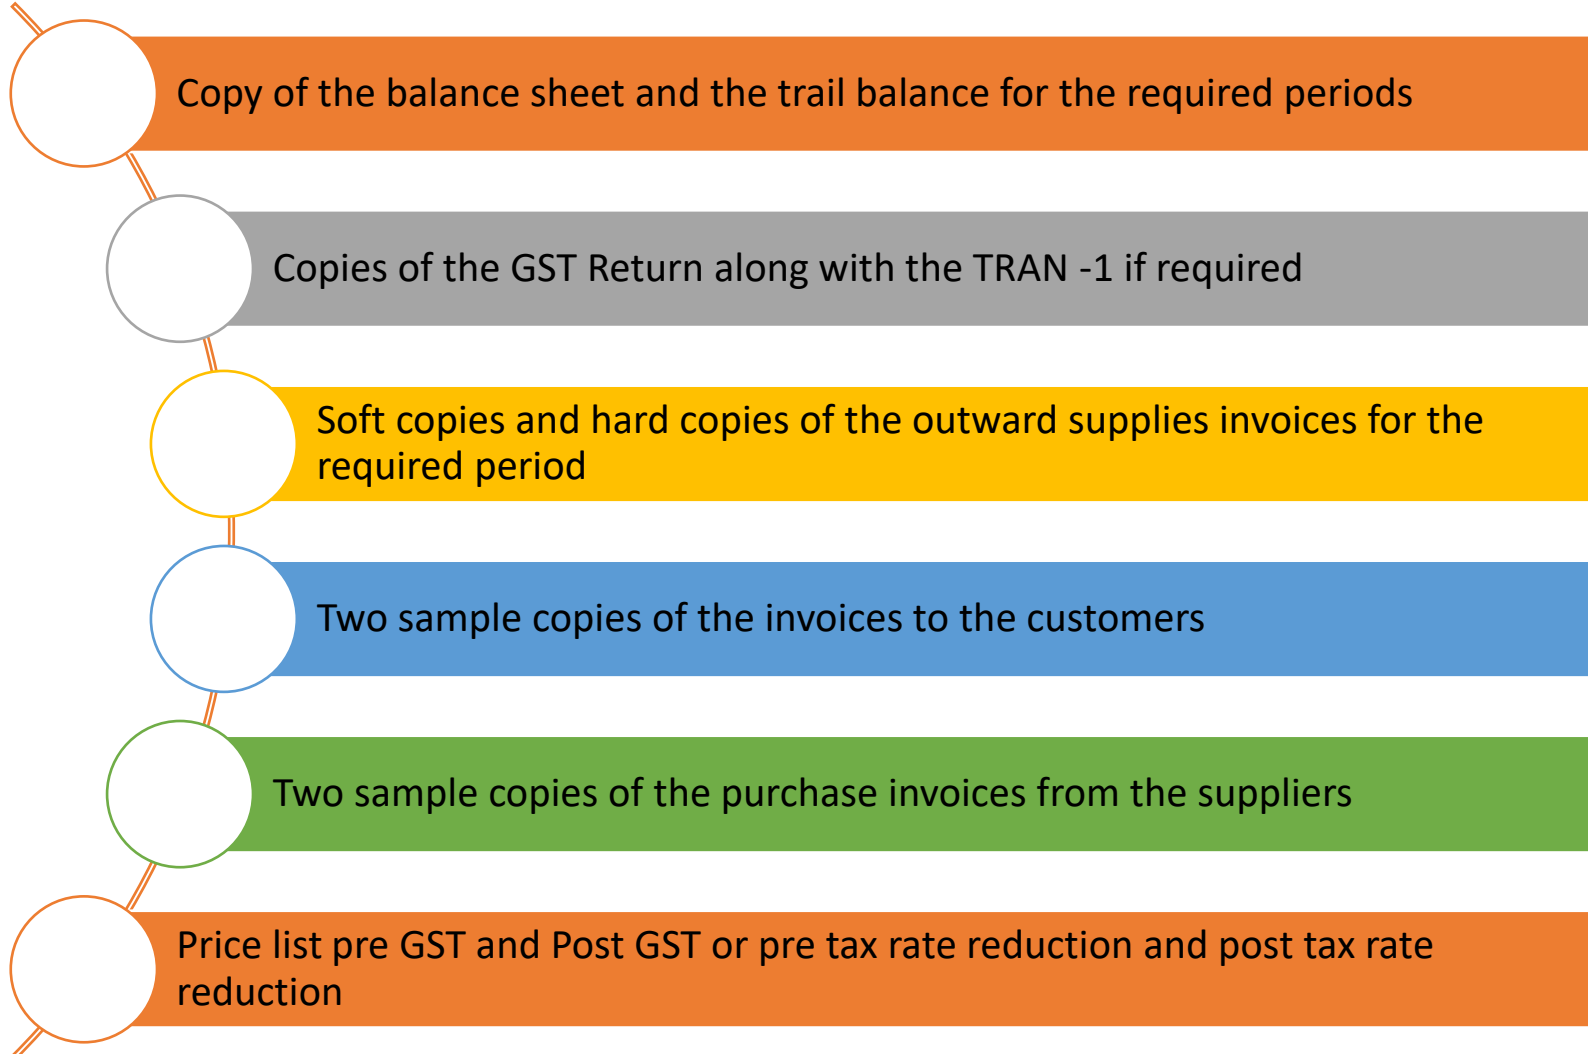 Copy of the balance sheet and the trail balance for the required periods
Copies of the GST Return along with the TRAN -1 if required
Soft copies and hard copies of the outward supplies invoices for the
required period
Two sample copies of the invoices to the customers
Two sample copies of the purchase invoices from the suppliers
Price list pre GST and Post GST or pre tax rate reduction and post tax rate
reduction